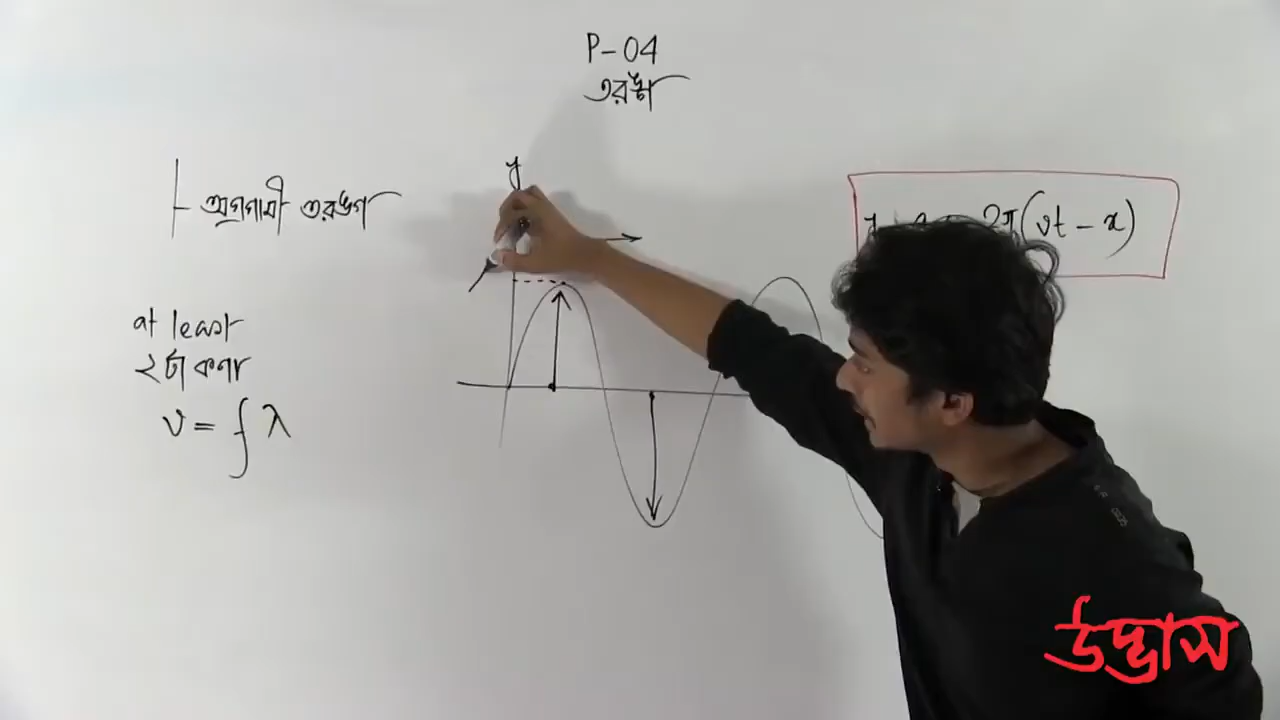 P-04
তরঙ্গ
y
অগ্রগামী তরঙ্গ
2π(vt - x)
at least
২টা কণা
v = f λ
উদ্ভাস